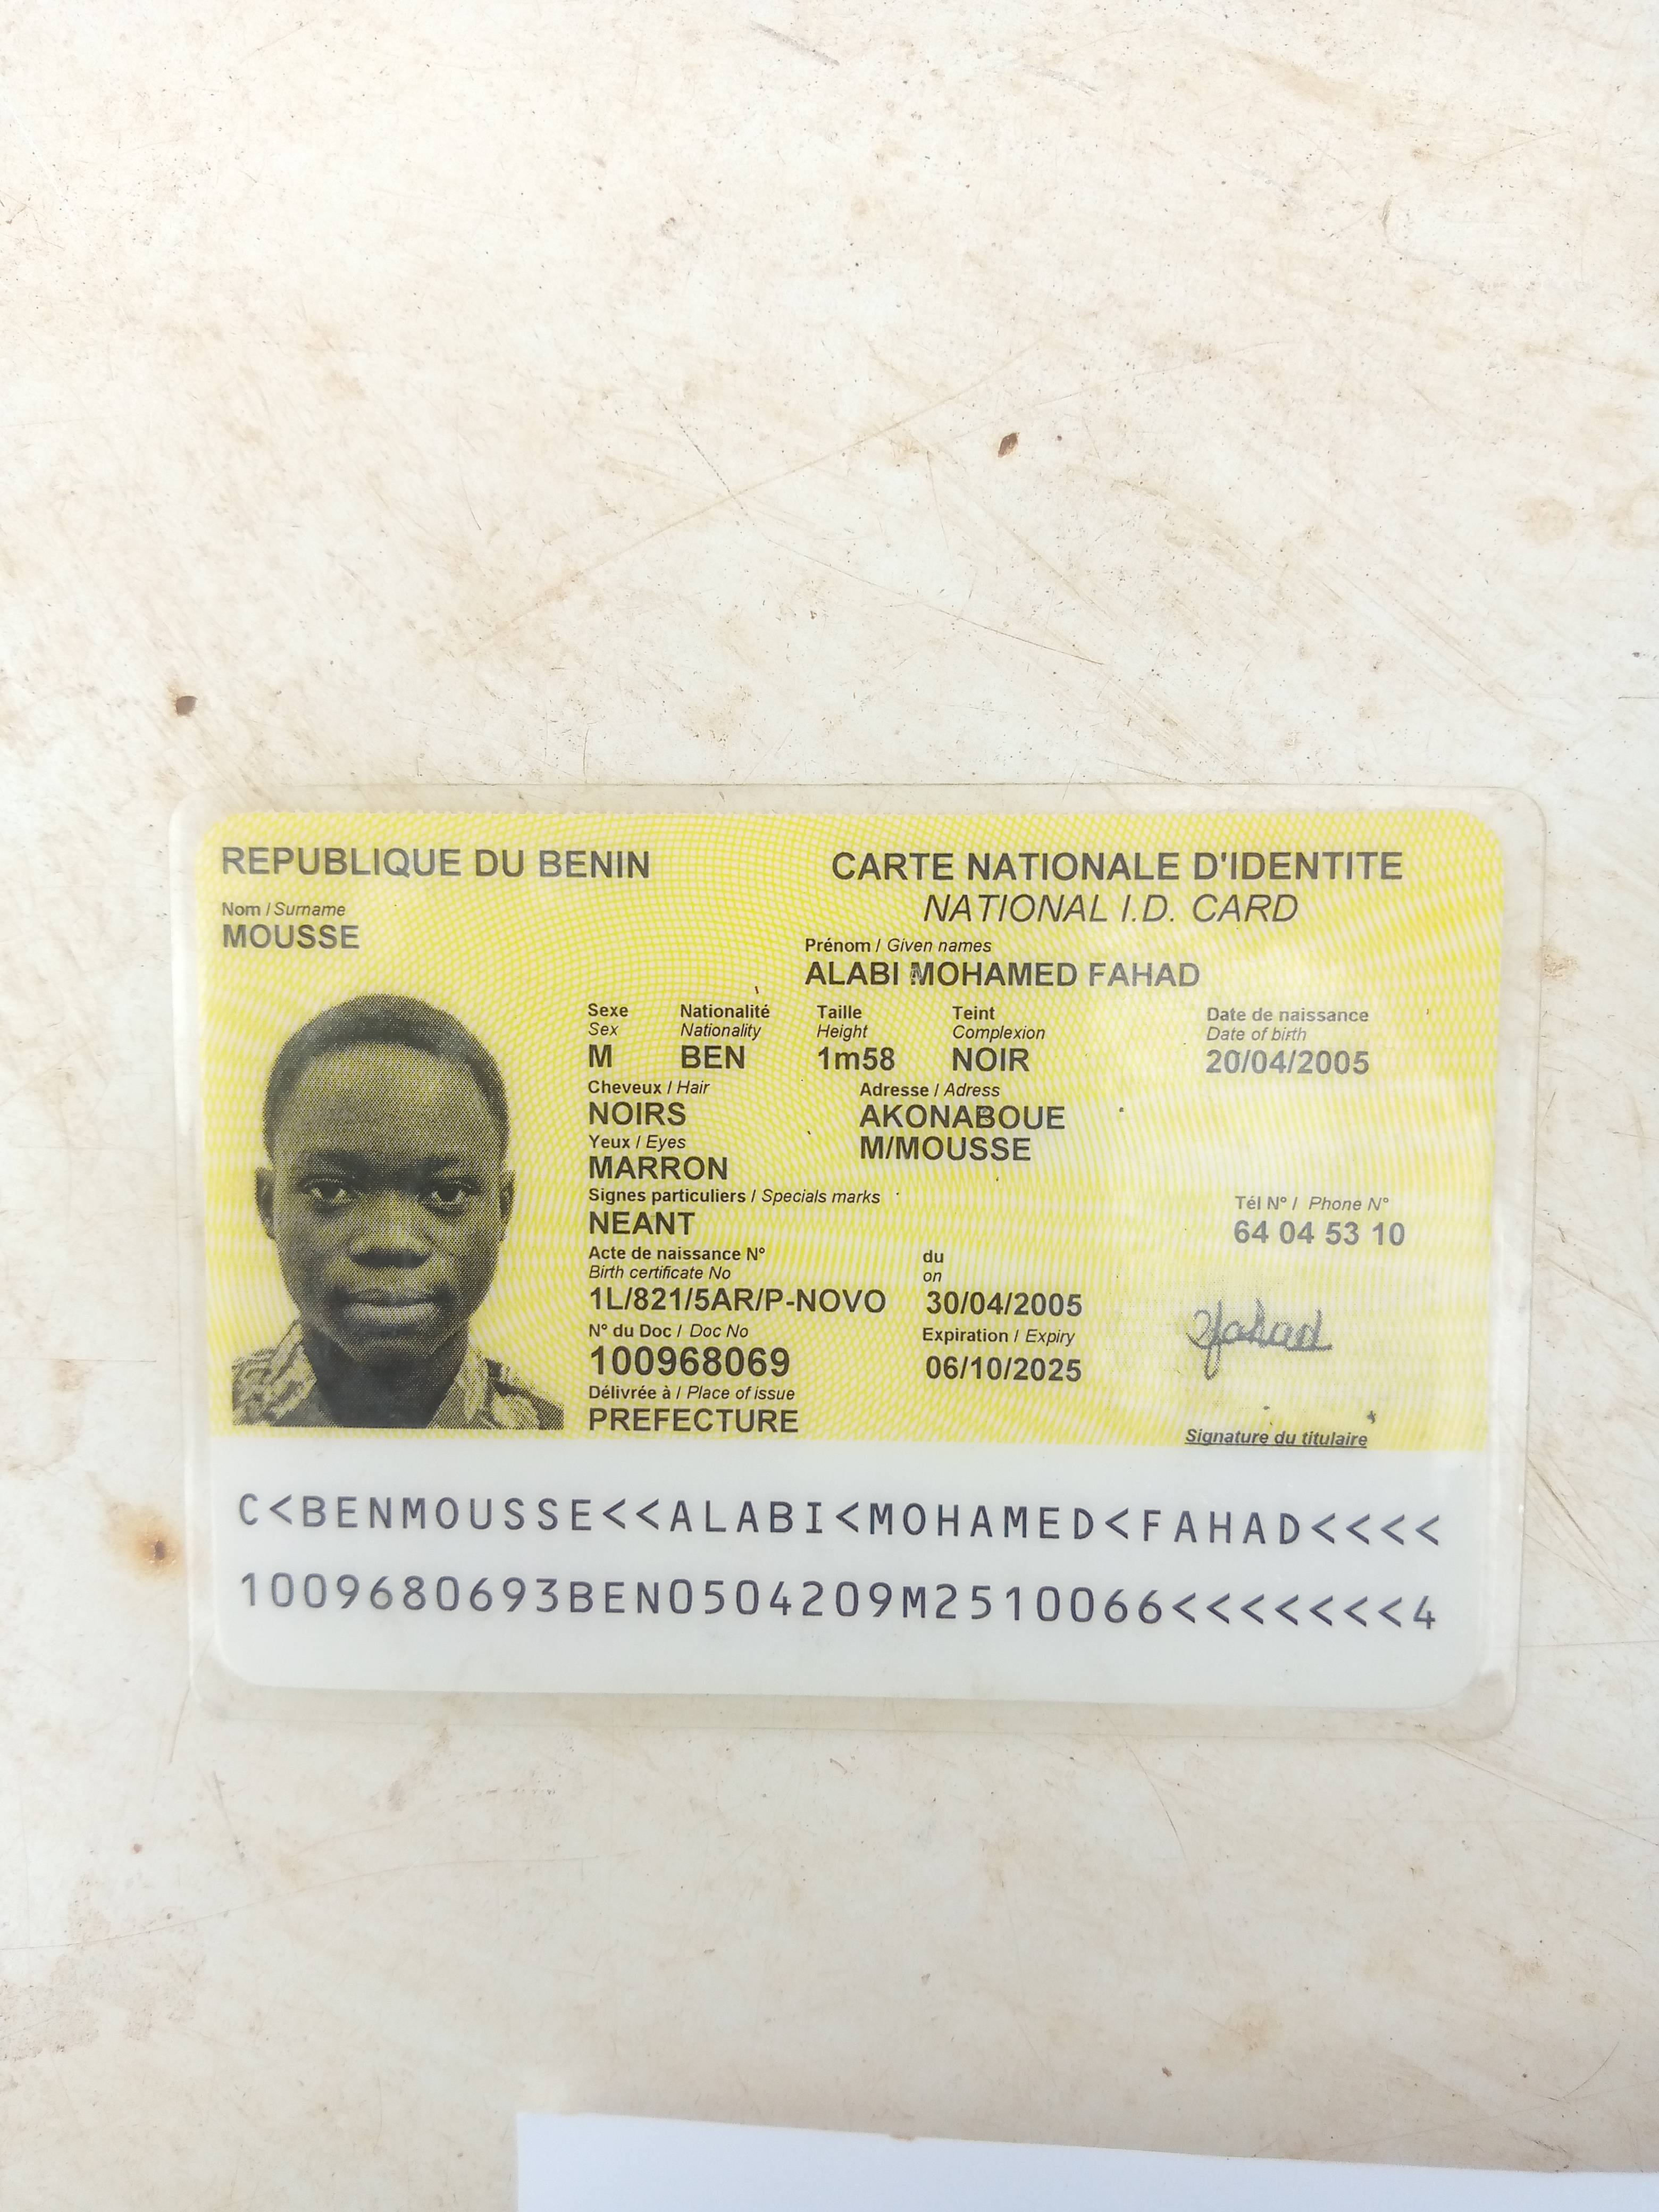 REPUBLIQUE DU BENIN
CARTE NATIONALE D'IDENTITE
NATIONAL I.D. CARD
Nom / Surname
MOUSSE
Prénom / Given names
ALABI MOHAMED FAHAD
Sexe Nationalité Taille Teint Date de naissance
Sex Nationality Height Complexion Date of birth
M BEN 1m58 NOIR 20/04/2005
Cheveux / Hair Adresse / Adress
NOIRS AKONABOUE
Yeux / Eyes M/MOUSSE
MARRON
Signes particuliers / Specials marks Tél N° / Phone N°
NEANT 64 04 53 10
Acte de naissance N° du
Birth certificate No on
1L/821/5AR/P-NOVO 30/04/2005
N° du Doc / Doc No Expiration / Expiry
100968069 06/10/2025
Délivrée à / Place of issue
PREFECTURE
Fahad
Signature du titulaire
C<BENMOUSSE<<ALABI<MOHAMED<FAHAD<<<<
1009680693BEN0504209M2510066<<<<<<<4